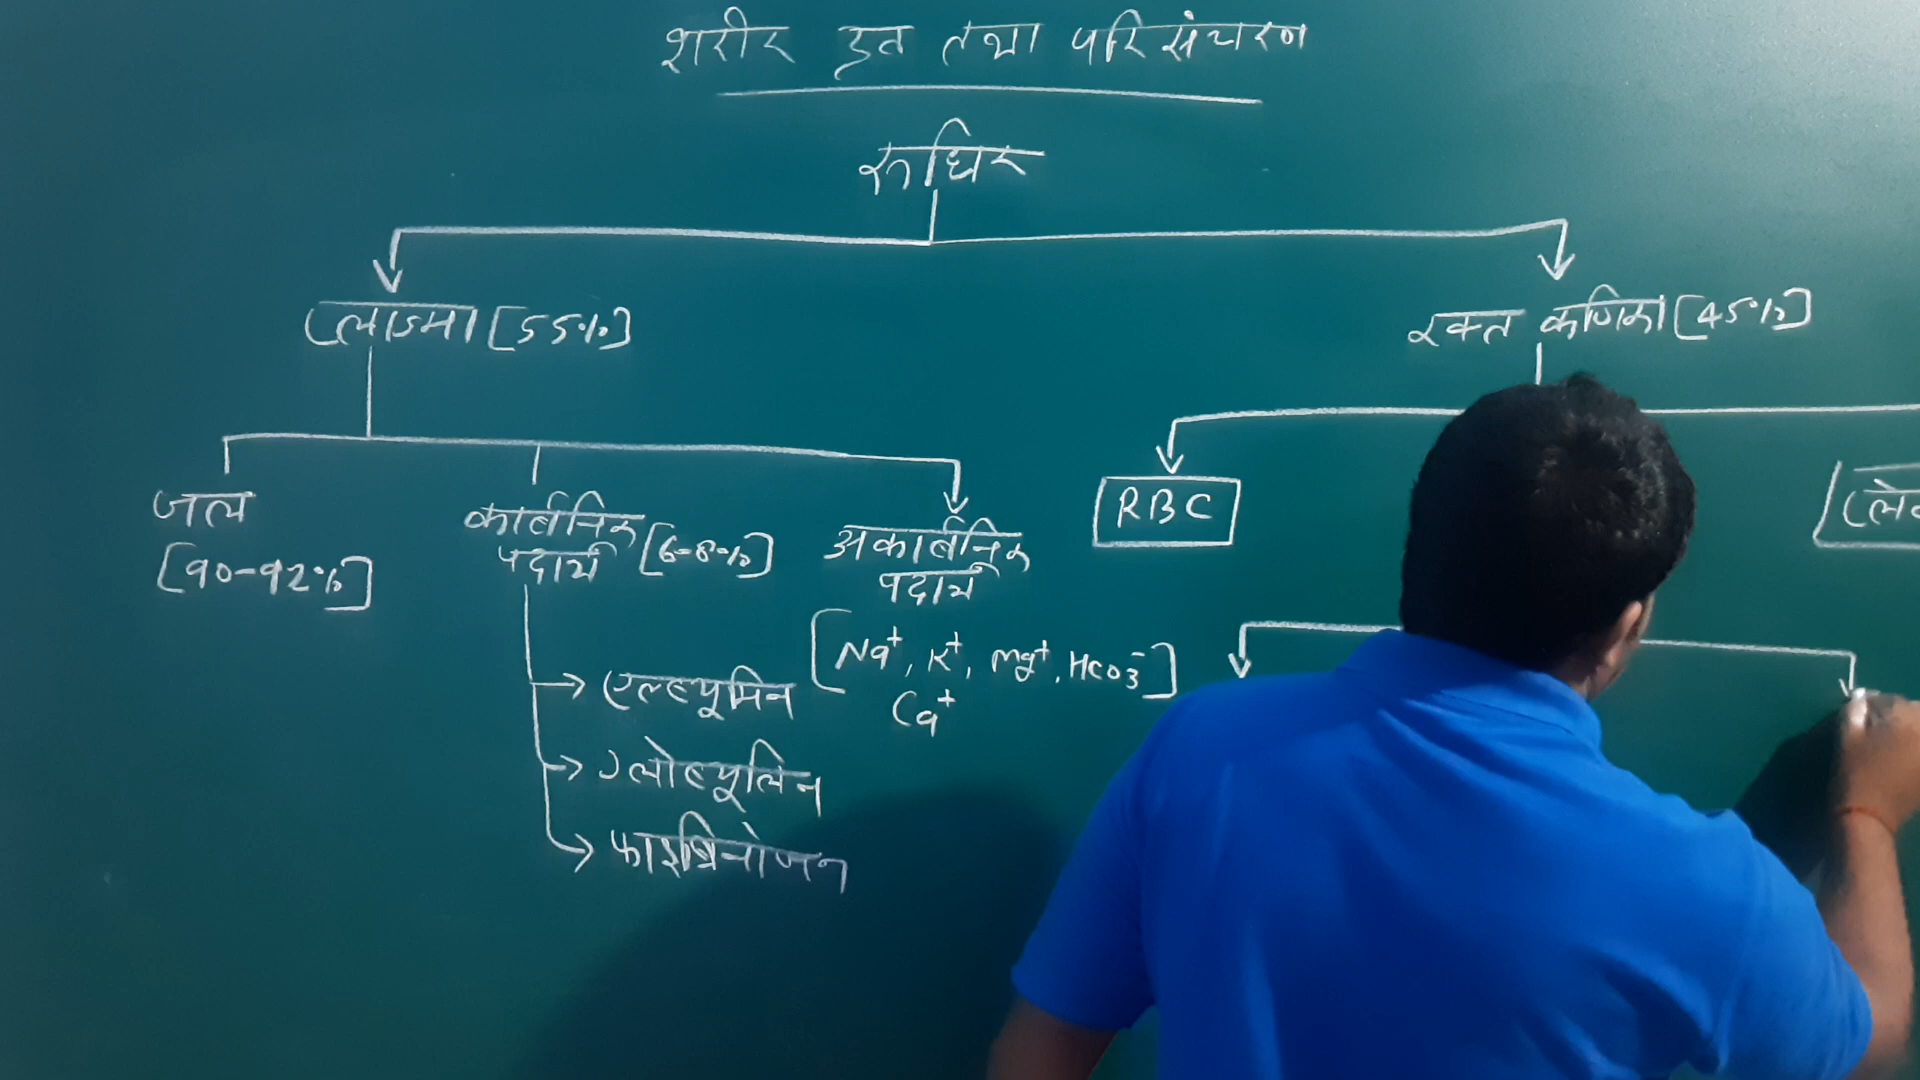 शरीर द्रव तथा परिसंचरण
रुधिर
प्लाज्मा [55%]
रक्त कणिका [45%]
जल
[90-92%]
कार्बनिक
पदार्थ [6-8%]
अकार्बनिक
पदार्थ
[Na⁺, K⁺, Mg⁺, HCO₃⁻]
Ca⁺
RBC
→ एल्ब्यूमिन
→ ग्लोब्यूलिन
→ फाइब्रिनोजन